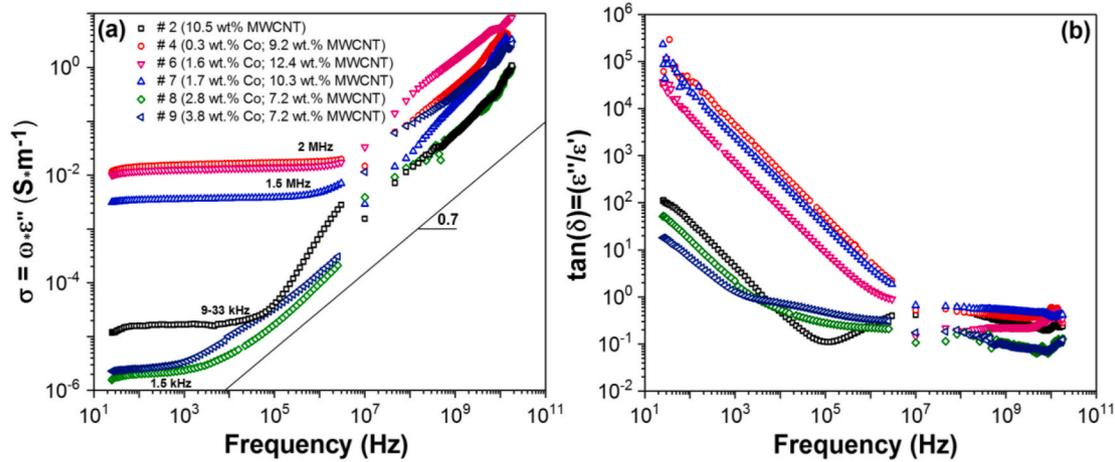 (a)
# 2 (10.5 wt% MWCNT)
# 4 (0.3 wt.% Co; 9.2 wt.% MWCNT)
# 6 (1.6 wt.% Co; 12.4 wt.% MWCNT)
# 7 (1.7 wt.% Co; 10.3 wt.% MWCNT)
# 8 (2.8 wt.% Co; 7.2 wt.% MWCNT)
# 9 (3.8 wt.% Co; 7.2 wt.% MWCNT)
2 MHz
1.5 MHz
0.7
9-33 kHz
1.5 kHz
σ = ω*ε" (S*m⁻¹)
10⁰
10⁻²
10⁻⁴
10⁻⁶
10¹ 10³ 10⁵ 10⁷ 10⁹ 10¹¹
Frequency (Hz)
(b)
tan(δ)=(ε''/ε')
10⁶
10⁵
10⁴
10³
10²
10¹
10⁰
10⁻¹
10⁻²
10¹ 10³ 10⁵ 10⁷ 10⁹ 10¹¹
Frequency (Hz)